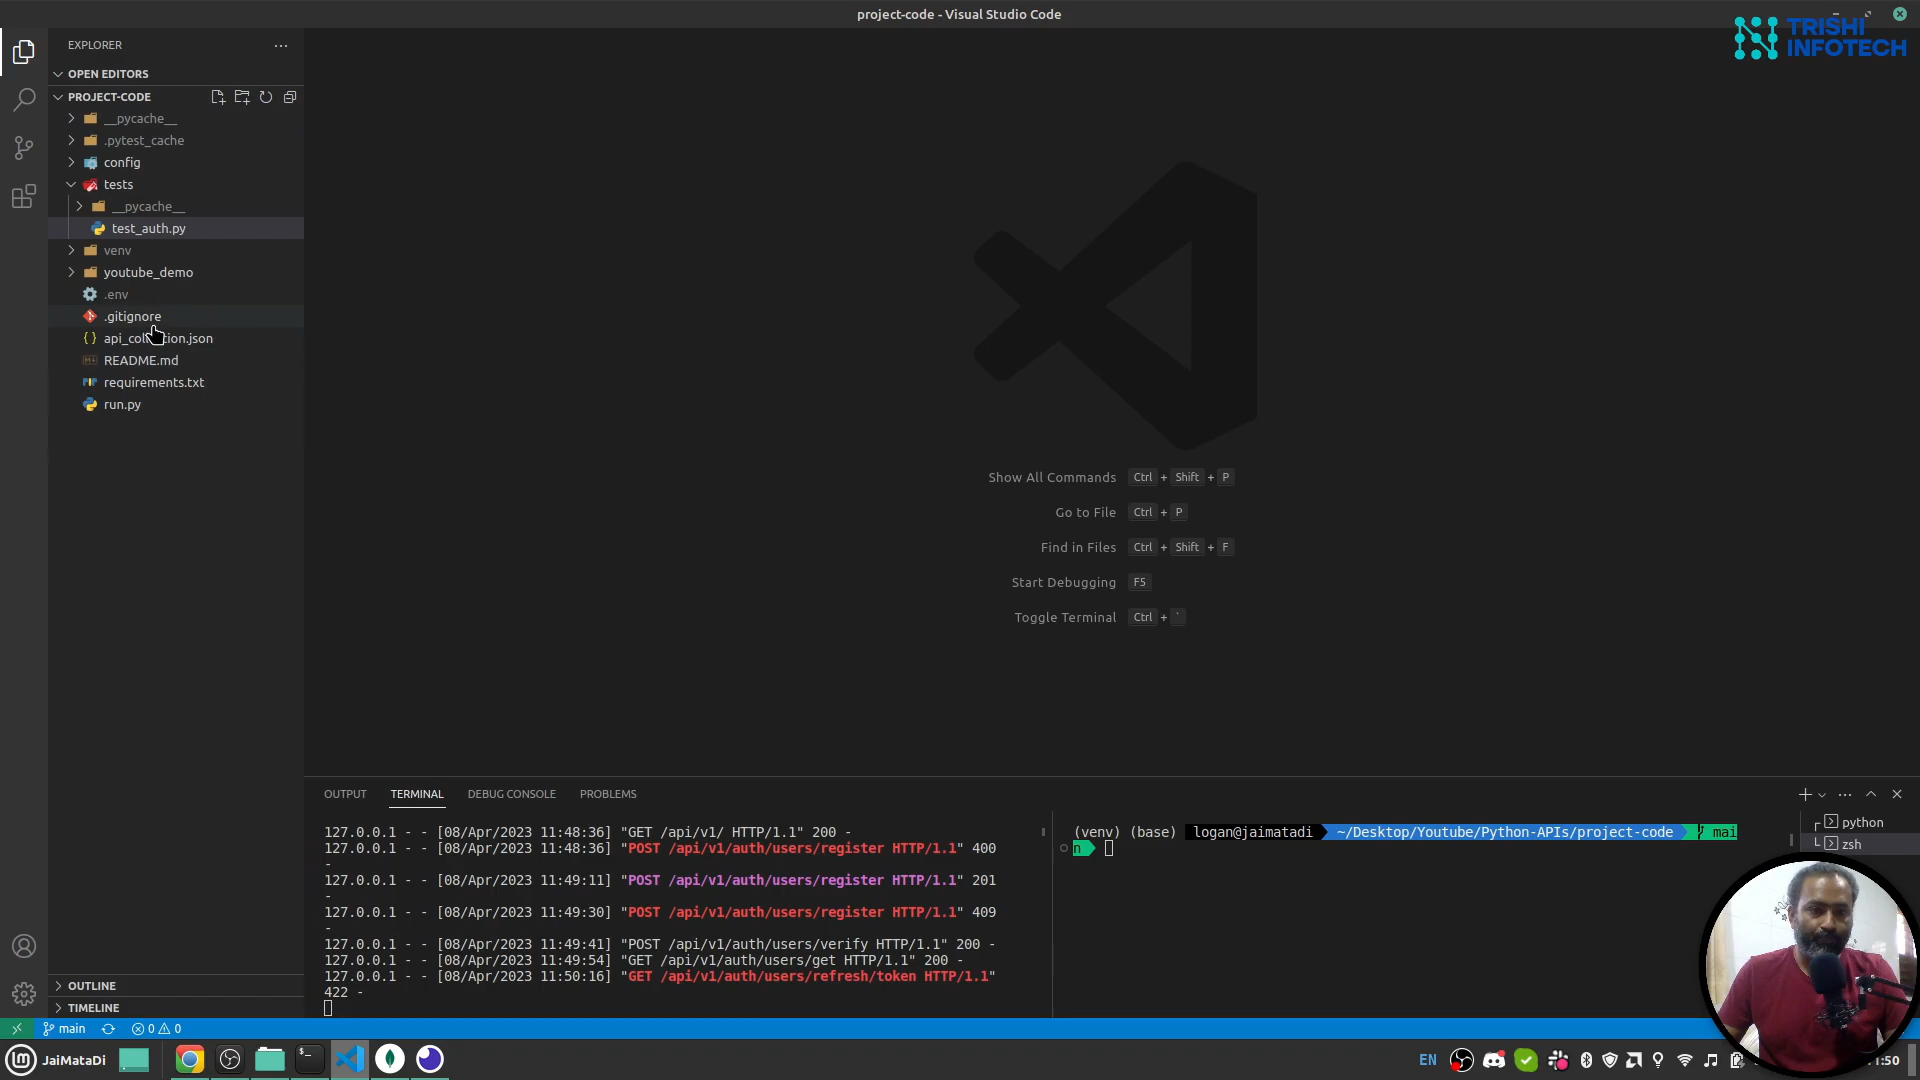 project-code - Visual Studio Code
TRISHI
INFOTECH
EXPLORER
OPEN EDITORS
PROJECT-CODE
__pycache__
.pytest_cache
config
tests
__pycache__
test_auth.py
venv
youtube_demo
.env
.gitignore
README.md
requirements.txt
run.py
Show All Commands Ctrl + Shift + P
Go to File Ctrl + P
Find in Files Ctrl + Shift + F
Start Debugging F5
Toggle Terminal Ctrl + `
OUTPUT TERMINAL DEBUG CONSOLE PROBLEMS
127.0.0.1 - - [08/Apr/2023 11:48:36] "GET /api/v1/ HTTP/1.1" 200 -
127.0.0.1 - - [08/Apr/2023 11:48:36] "POST /api/v1/auth/users/register HTTP/1.1" 400
-
127.0.0.1 - - [08/Apr/2023 11:49:11] "POST /api/v1/auth/users/register HTTP/1.1" 201
-
127.0.0.1 - - [08/Apr/2023 11:49:30] "POST /api/v1/auth/users/register HTTP/1.1" 409
-
127.0.0.1 - - [08/Apr/2023 11:49:41] "POST /api/v1/auth/users/verify HTTP/1.1" 200 -
127.0.0.1 - - [08/Apr/2023 11:49:54] "GET /api/v1/auth/users/get HTTP/1.1" 200 -
127.0.0.1 - - [08/Apr/2023 11:50:16] "GET /api/v1/auth/users/refresh/token HTTP/1.1"
422 -
(venv) (base) logan@jaimatadi ~/Desktop/Youtube/Python-APIs/project-code mai
n
python
zsh
OUTLINE
TIMELINE
main 0 0
JaiMataDi
EN